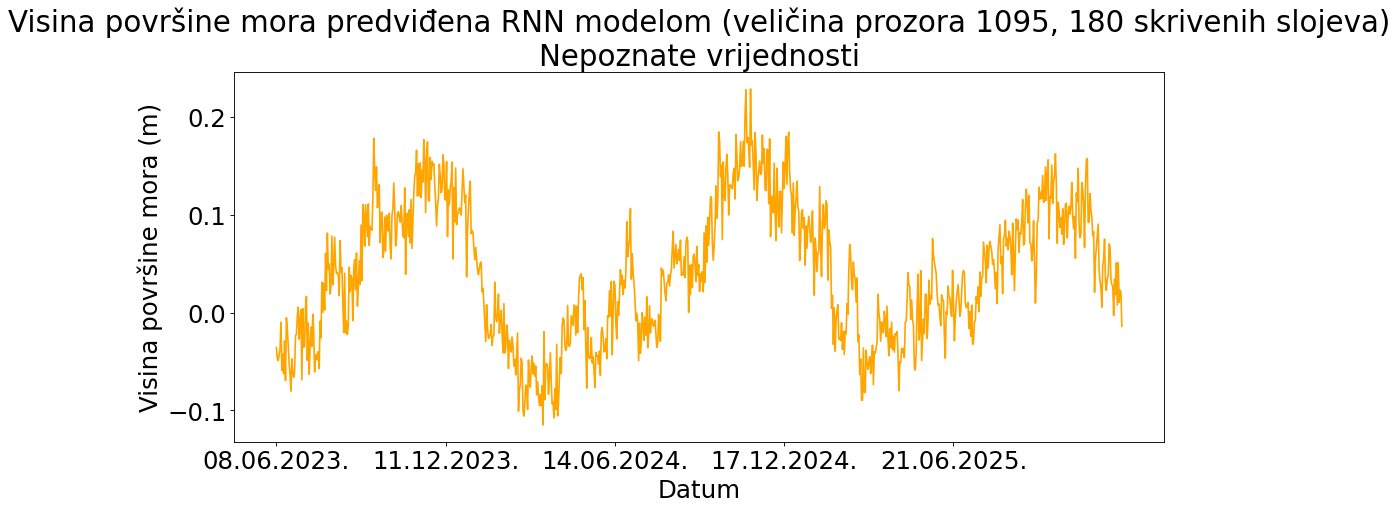 Visina površine mora predviđena RNN modelom (veličina prozora 1095, 180 skrivenih slojeva)
Nepoznate vrijednosti
Visina površine mora (m)
0.2
0.1
0.0
−0.1
08.06.2023. 11.12.2023. 14.06.2024. 17.12.2024. 21.06.2025.
Datum